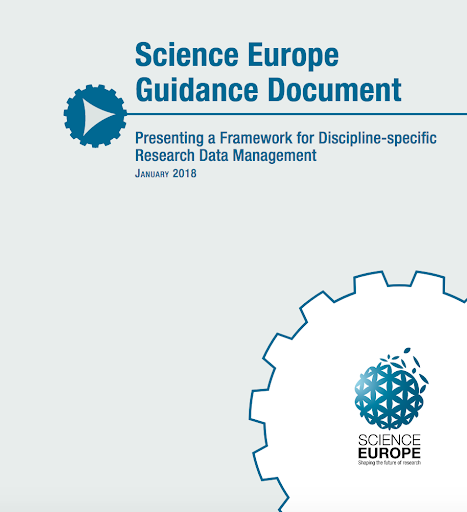 Science Europe
Guidance Document
Presenting a Framework for Discipline-specific
Research Data Management
January 2018
SCIENCE
EUROPE
Shaping the future of research